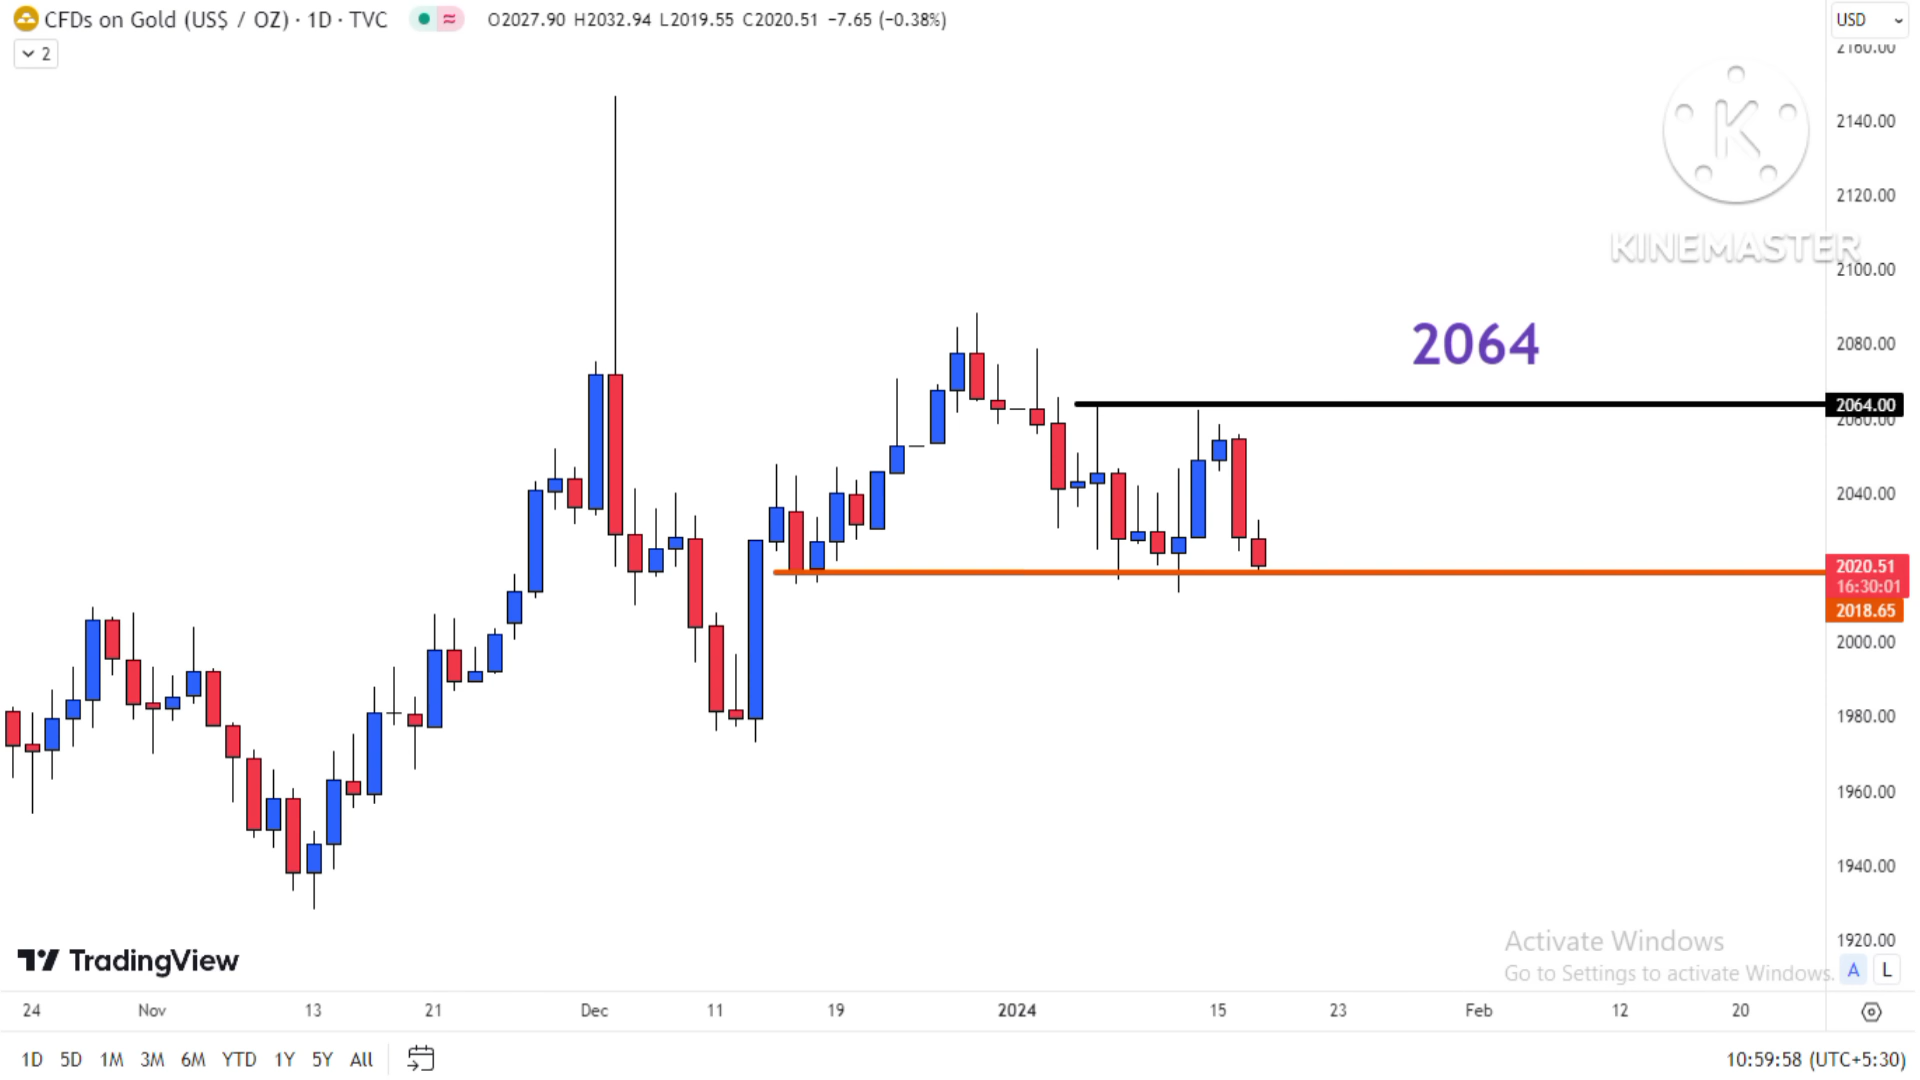 CFDs on Gold (US$ / OZ) · 1D · TVC ≈ O2027.90 H2032.94 L2019.55 C2020.51 −7.65 (−0.38%)
USD
2
2160.00
2140.00
2120.00
KINEMASTER
2100.00
2064
2080.00
2064.00
2060.00
2040.00
2020.51
16:30:01
2018.65
2000.00
1980.00
1960.00
1940.00
1920.00
TradingView
Activate Windows
Go to Settings to activate Windows.
A L
24 Nov 13 21 Dec 11 19 2024 15 23 Feb 12 20
1D 5D 1M 3M 6M YTD 1Y 5Y All
10:59:58 (UTC+5:30)